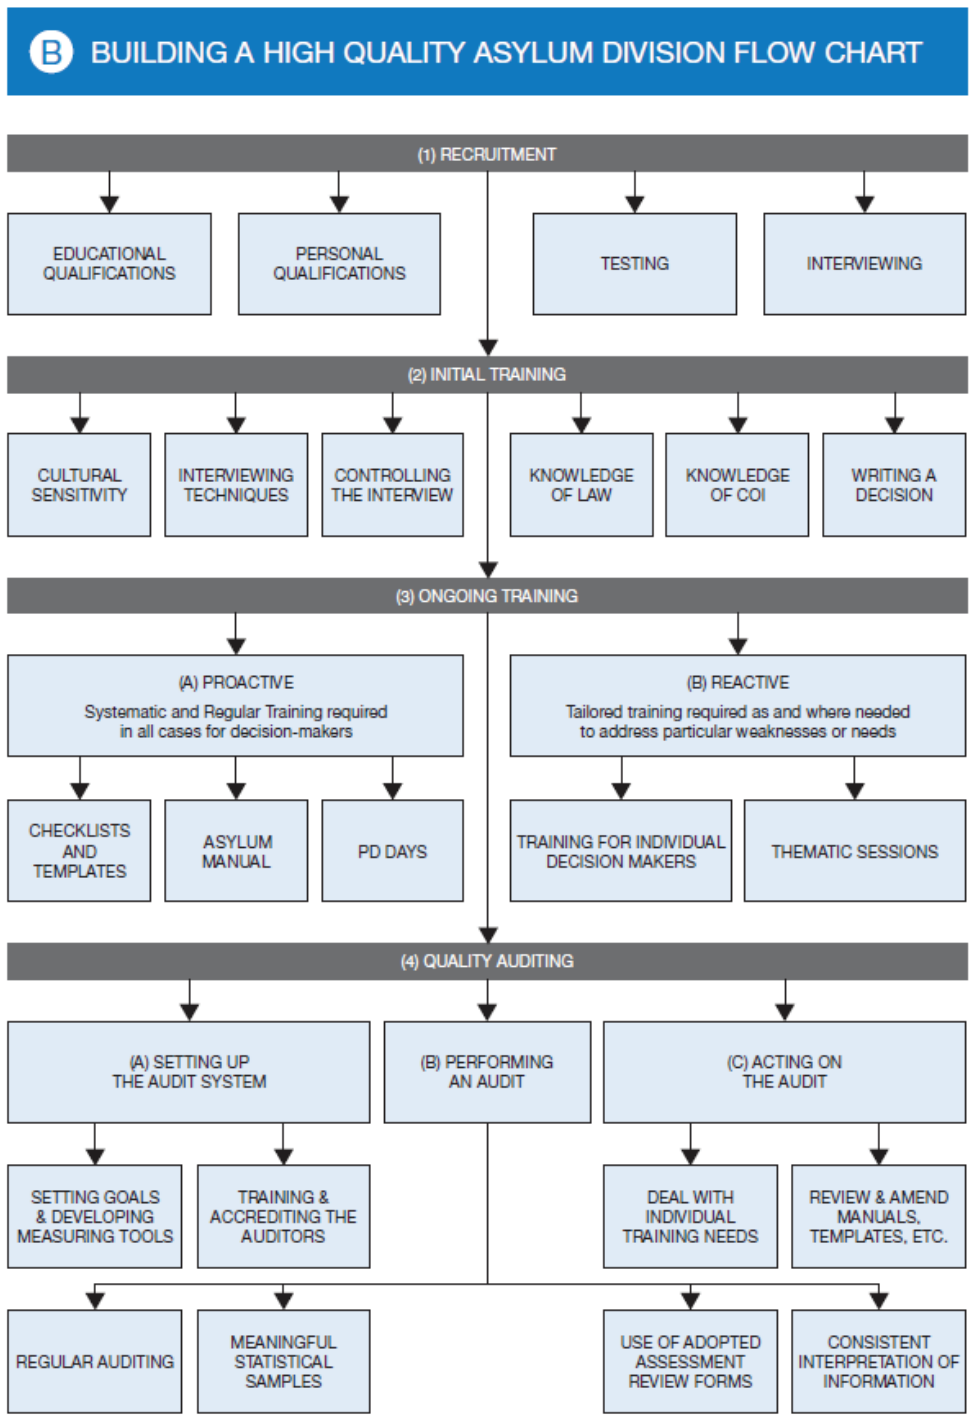 B BUILDING A HIGH QUALITY ASYLUM DIVISION FLOW CHART
(1) RECRUITMENT
EDUCATIONAL
QUALIFICATIONS
PERSONAL
QUALIFICATIONS
TESTING
INTERVIEWING
(2) INITIAL TRAINING
CULTURAL
SENSITIVITY
INTERVIEWING
TECHNIQUES
CONTROLLING
THE INTERVIEW
KNOWLEDGE
OF LAW
KNOWLEDGE
OF COI
WRITING A
DECISION
(3) ONGOING TRAINING
(A) PROACTIVE
Systematic and Regular Training required
in all cases for decision-makers
(B) REACTIVE
Tailored training required as and where needed
to address particular weaknesses or needs
CHECKLISTS
AND
TEMPLATES
ASYLUM
MANUAL
PD DAYS
TRAINING FOR INDIVIDUAL
DECISION MAKERS
THEMATIC SESSIONS
(4) QUALITY AUDITING
(A) SETTING UP
THE AUDIT SYSTEM
(B) PERFORMING
AN AUDIT
(C) ACTING ON
THE AUDIT
SETTING GOALS
& DEVELOPING
MEASURING TOOLS
TRAINING &
ACCREDITING THE
AUDITORS
DEAL WITH
INDIVIDUAL
TRAINING NEEDS
REVIEW & AMEND
MANUALS,
TEMPLATES, ETC.
REGULAR AUDITING
MEANINGFUL
STATISTICAL
SAMPLES
USE OF ADOPTED
ASSESSMENT
REVIEW FORMS
CONSISTENT
INTERPRETATION OF
INFORMATION